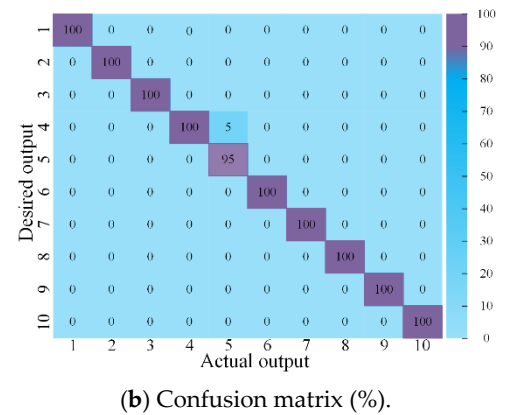 1 100 0 0 0 0 0 0 0 0 0
2 0 100 0 0 0 0 0 0 0 0
3 0 0 100 0 0 0 0 0 0 0
4 0 0 0 100 5 0 0 0 0 0
5 0 0 0 0 95 0 0 0 0 0
6 0 0 0 0 0 100 0 0 0 0
7 0 0 0 0 0 0 100 0 0 0
8 0 0 0 0 0 0 0 100 0 0
9 0 0 0 0 0 0 0 0 100 0
10 0 0 0 0 0 0 0 0 0 100
Desired output
1 2 3 4 5 6 7 8 9 10
Actual output
100
90
80
70
60
50
40
30
20
10
0
(b) Confusion matrix (%).